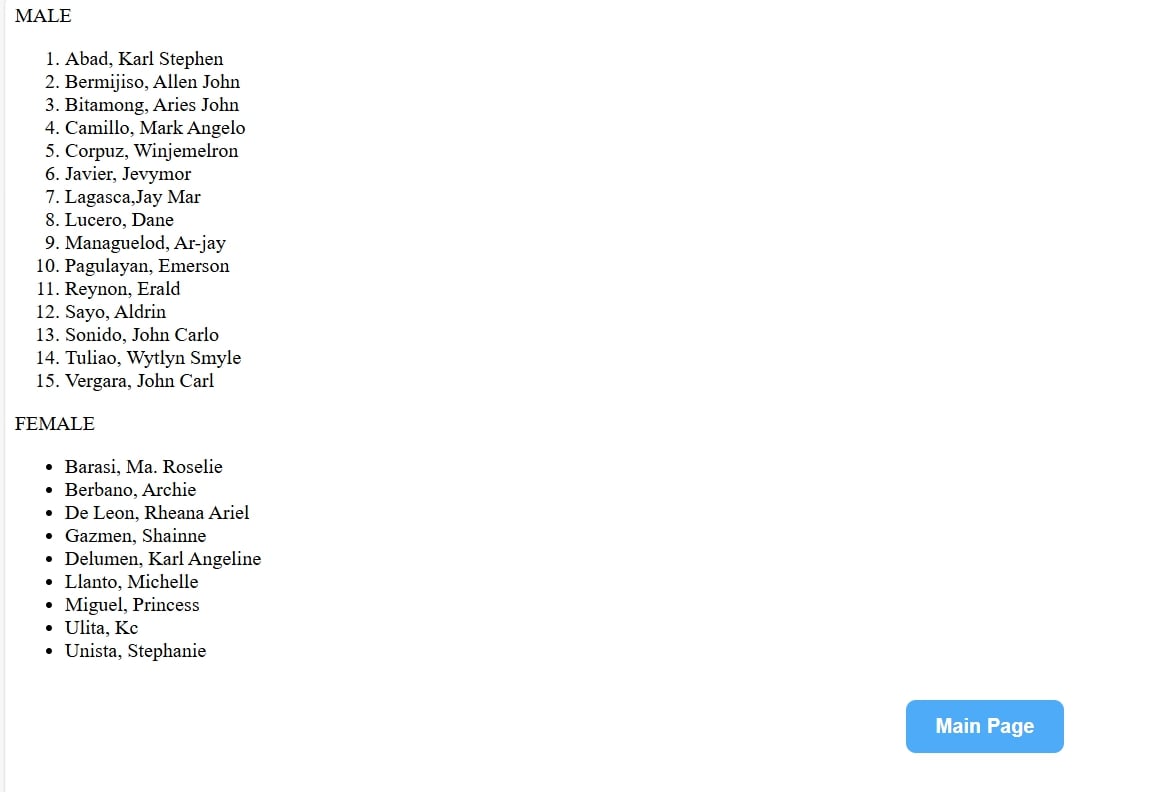 MALE
1. Abad, Karl Stephen
2. Bermijiso, Allen John
3. Bitamong, Aries John
4. Camillo, Mark Angelo
5. Corpuz, Winjemelron
6. Javier, Jevymor
7. Lagasca,Jay Mar
8. Lucero, Dane
9. Managuelod, Ar-jay
10. Pagulayan, Emerson
11. Reynon, Erald
12. Sayo, Aldrin
13. Sonido, John Carlo
14. Tuliao, Wytlyn Smyle
15. Vergara, John Carl
FEMALE
• Barasi, Ma. Roselie
• Berbano, Archie
• De Leon, Rheana Ariel
• Gazmen, Shainne
• Delumen, Karl Angeline
• Llanto, Michelle
• Miguel, Princess
• Ulita, Kc
• Unista, Stephanie
Main Page